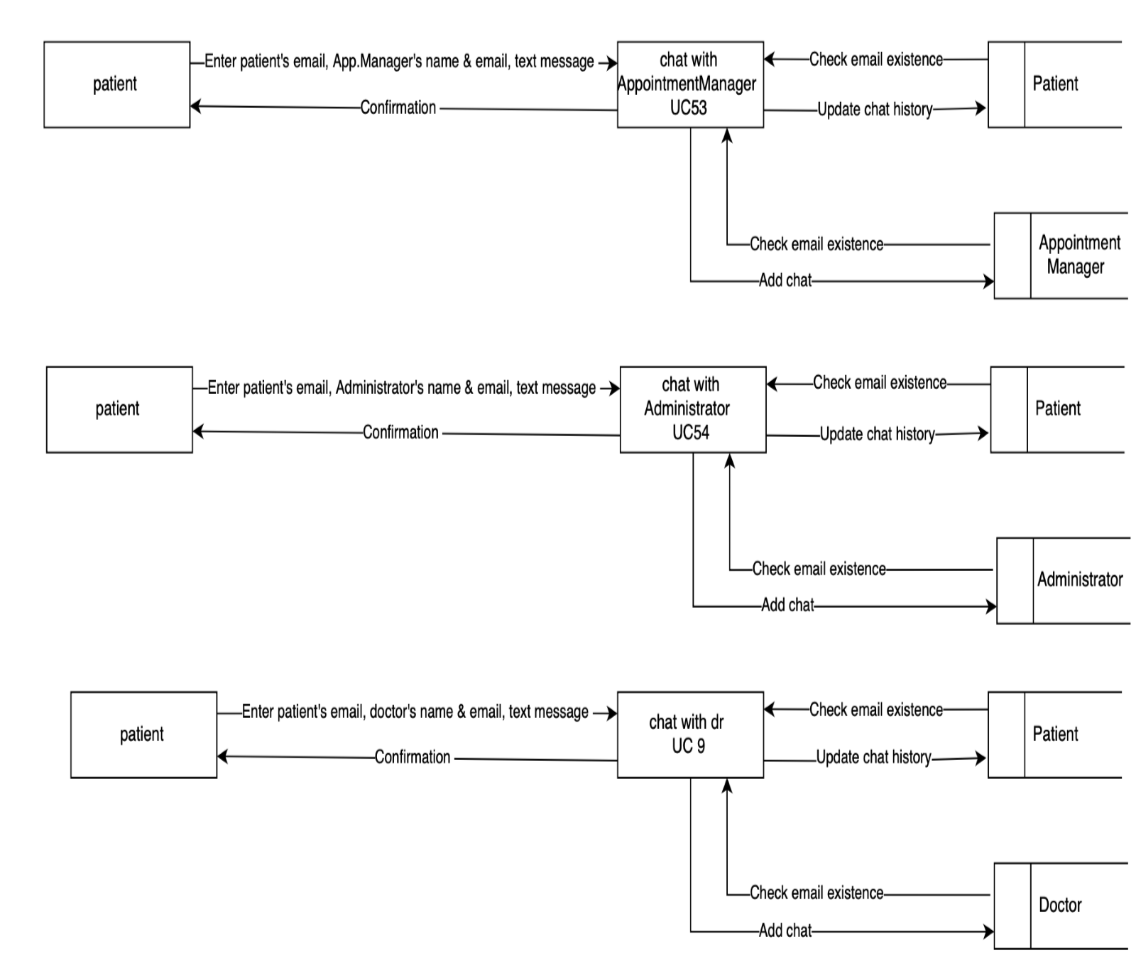 patient
Enter patient's email, App.Manager's name & email, text message
Confirmation
chat with
AppointmentManager
UC53
Check email existence
Update chat history
Patient
Check email existence
Add chat
Appointment
Manager
patient
Enter patient's email, Administrator's name & email, text message
Confirmation
chat with
Administrator
UC54
Check email existence
Update chat history
Patient
Check email existence
Add chat
Administrator
patient
Enter patient's email, doctor's name & email, text message
Confirmation
chat with dr
UC 9
Check email existence
Update chat history
Patient
Check email existence
Add chat
Doctor